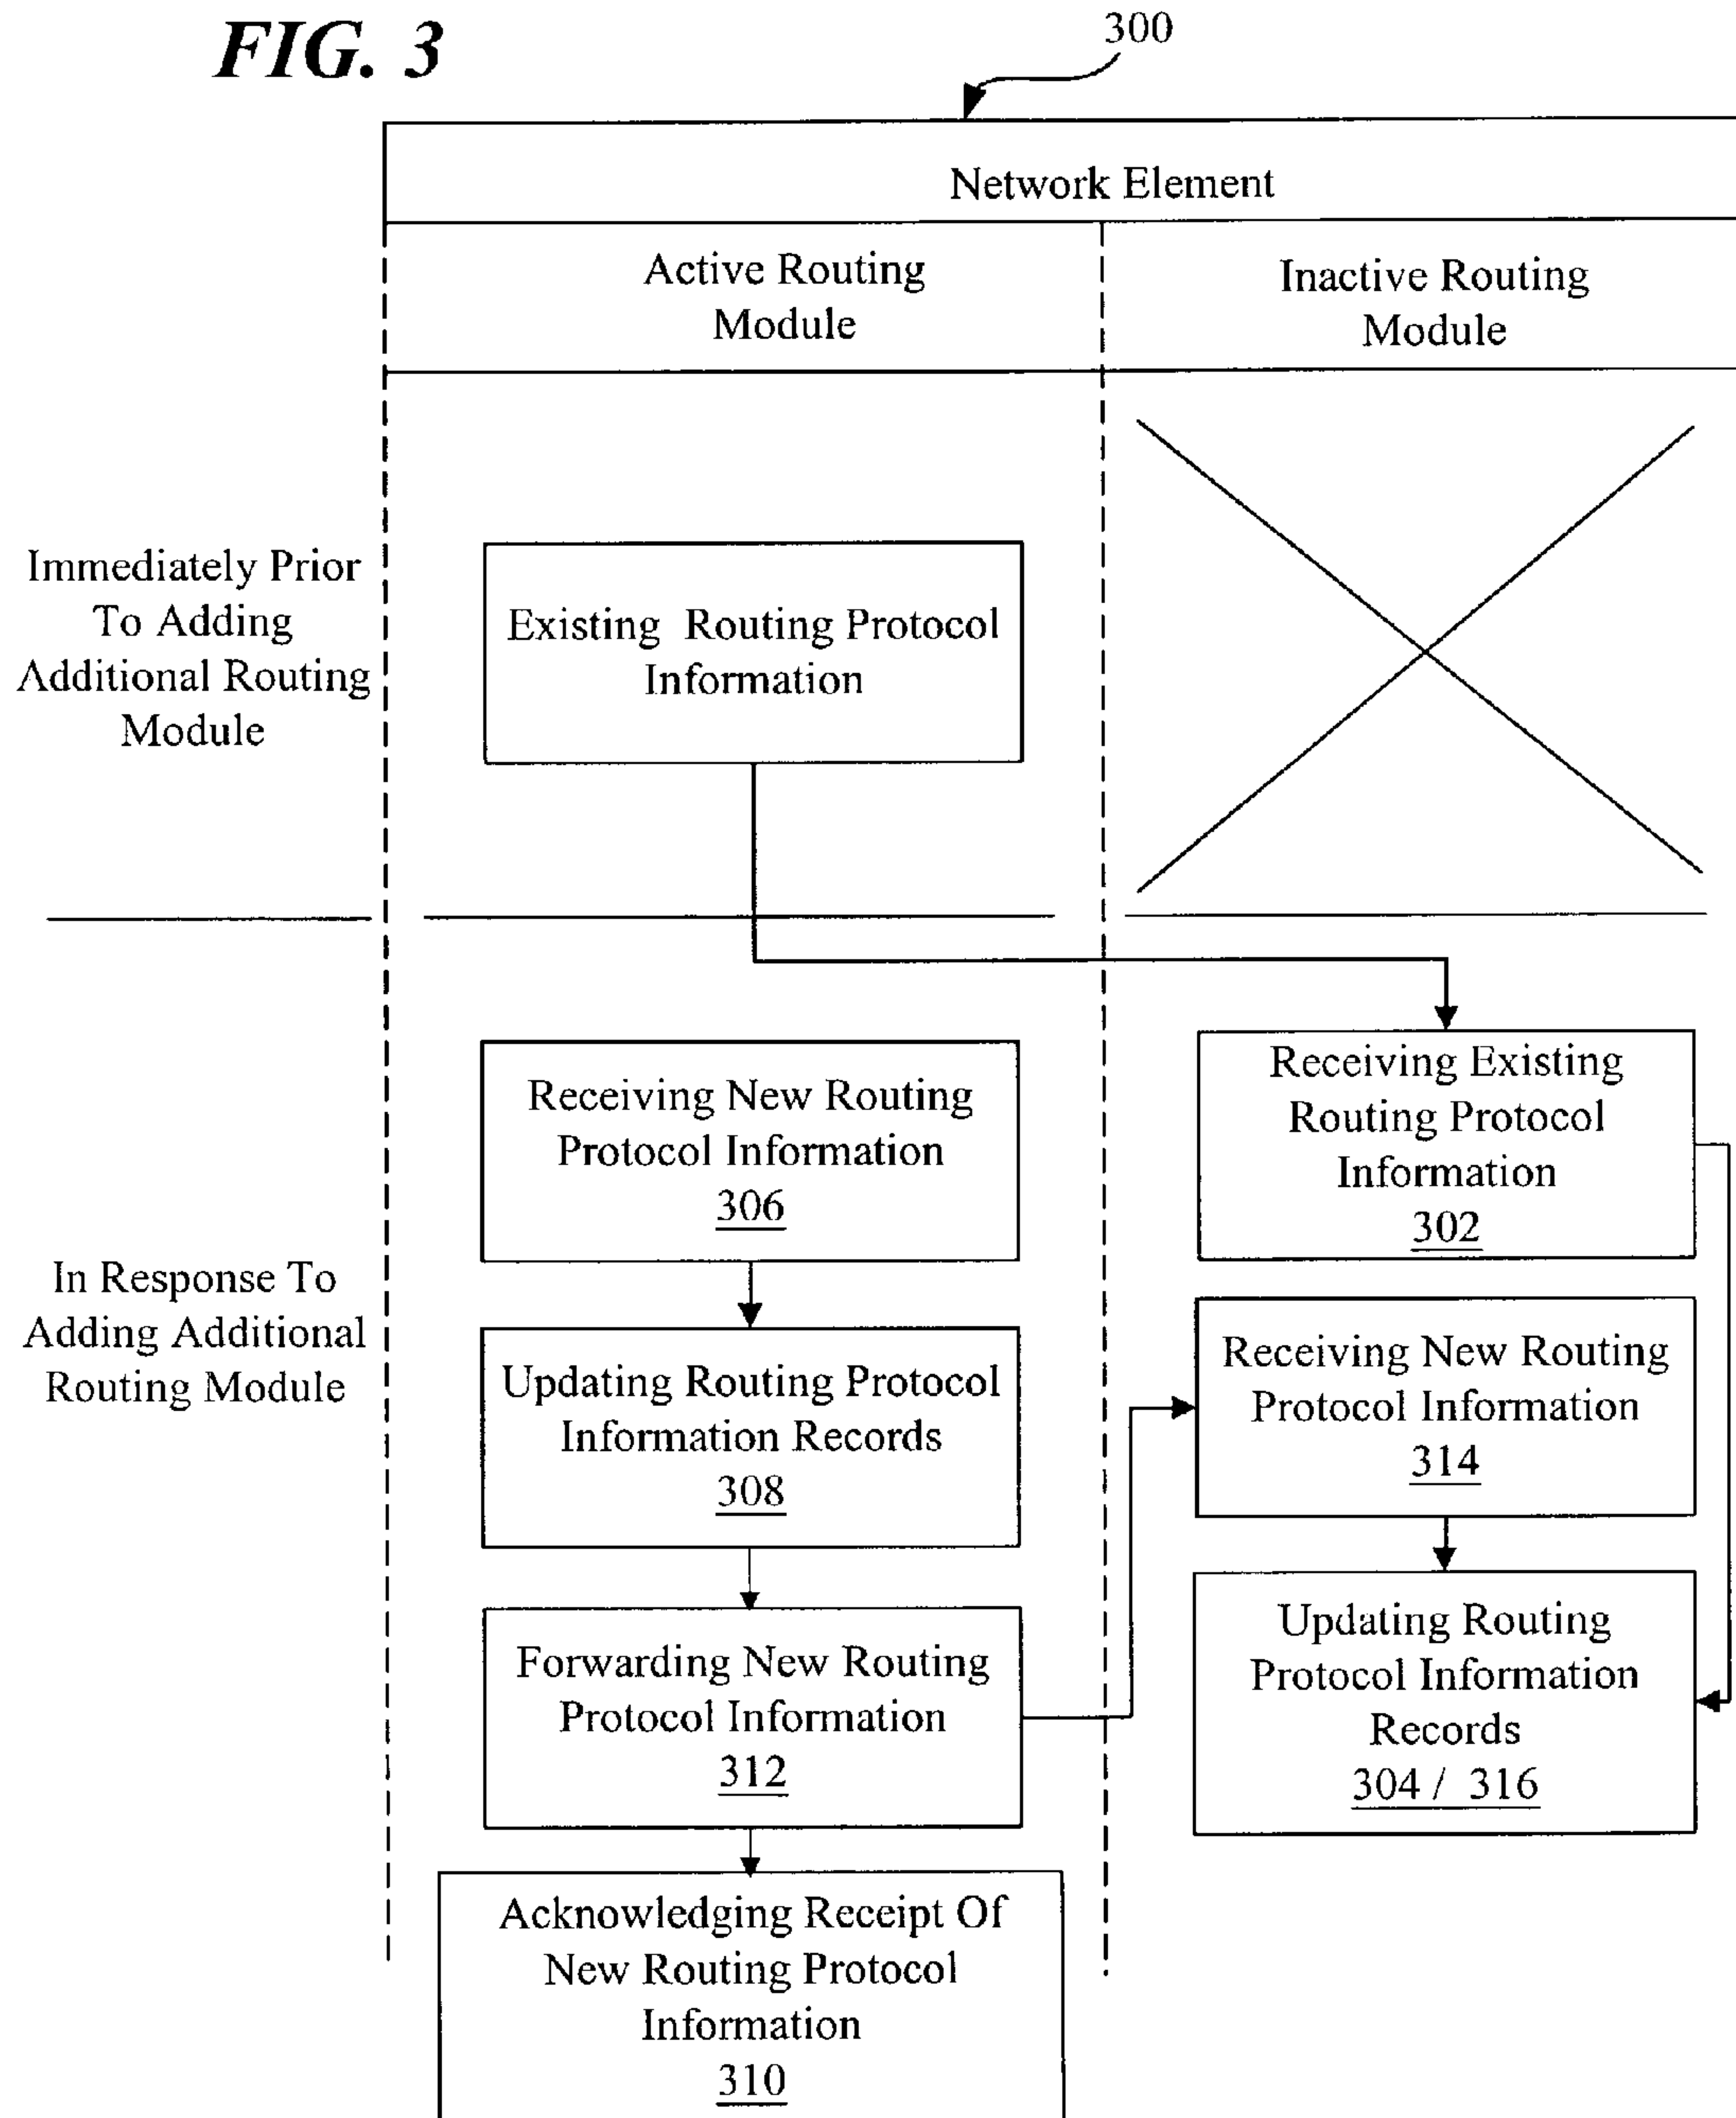 FIG. 3
300
Network Element
Active Routing
Module
Inactive Routing
Module
Immediately Prior
To Adding
Additional Routing
Module
Existing Routing Protocol
Information
In Response To
Adding Additional
Routing Module
Receiving New Routing
Protocol Information
306
Updating Routing Protocol
Information Records
308
Forwarding New Routing
Protocol Information
312
Acknowledging Receipt Of
New Routing Protocol
Information
310
Receiving Existing
Routing Protocol
Information
302
Receiving New Routing
Protocol Information
314
Updating Routing
Protocol Information
Records
304 / 316